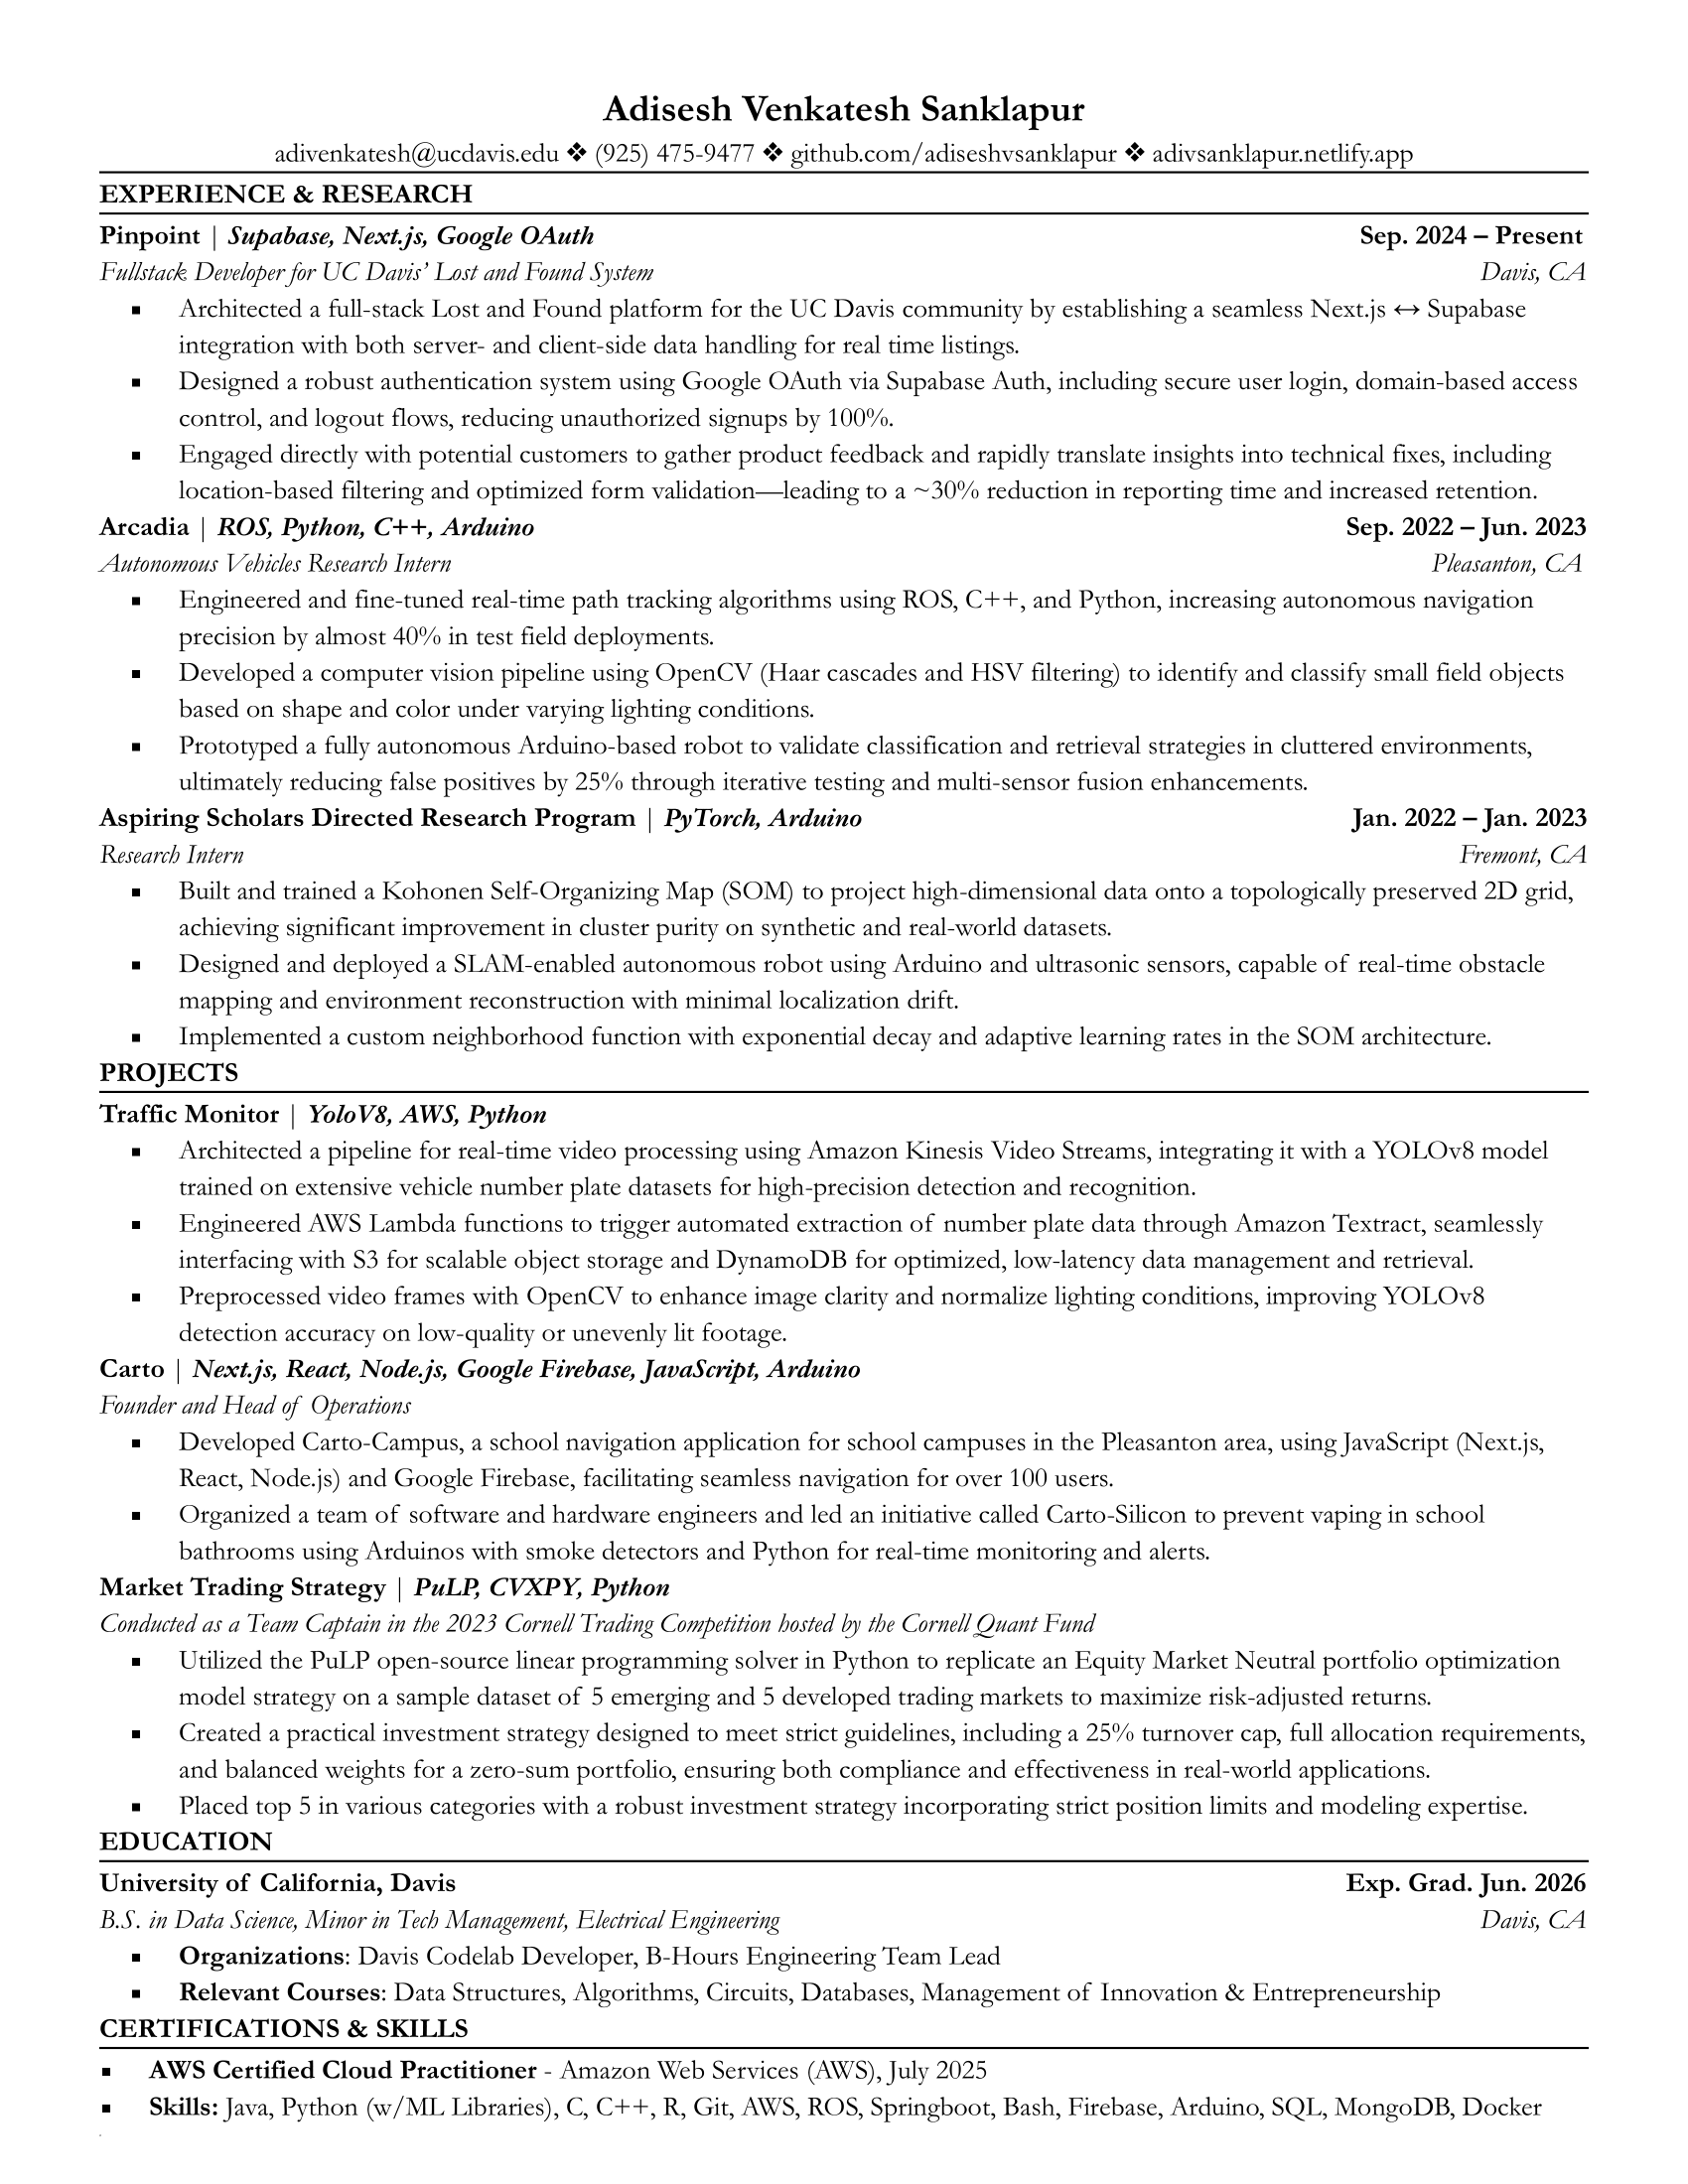 Adisesh Venkatesh Sanklapur
adivenkatesh@ucdavis.edu ❖ (925) 475-9477 ❖ github.com/adiseshvsanklapur ❖ adivsanklapur.netlify.app
EXPERIENCE & RESEARCH
Pinpoint | Supabase, Next.js, Google OAuth Sep. 2024 – Present
Fullstack Developer for UC Davis’ Lost and Found System Davis, CA
▪ Architected a full-stack Lost and Found platform for the UC Davis community by establishing a seamless Next.js ↔ Supabase
integration with both server- and client-side data handling for real time listings.
▪ Designed a robust authentication system using Google OAuth via Supabase Auth, including secure user login, domain-based access
control, and logout flows, reducing unauthorized signups by 100%.
▪ Engaged directly with potential customers to gather product feedback and rapidly translate insights into technical fixes, including
location-based filtering and optimized form validation—leading to a ~30% reduction in reporting time and increased retention.
Arcadia | ROS, Python, C++, Arduino Sep. 2022 – Jun. 2023
Autonomous Vehicles Research Intern Pleasanton, CA
▪ Engineered and fine-tuned real-time path tracking algorithms using ROS, C++, and Python, increasing autonomous navigation
precision by almost 40% in test field deployments.
▪ Developed a computer vision pipeline using OpenCV (Haar cascades and HSV filtering) to identify and classify small field objects
based on shape and color under varying lighting conditions.
▪ Prototyped a fully autonomous Arduino-based robot to validate classification and retrieval strategies in cluttered environments,
ultimately reducing false positives by 25% through iterative testing and multi-sensor fusion enhancements.
Aspiring Scholars Directed Research Program | PyTorch, Arduino Jan. 2022 – Jan. 2023
Research Intern Fremont, CA
▪ Built and trained a Kohonen Self-Organizing Map (SOM) to project high-dimensional data onto a topologically preserved 2D grid,
achieving significant improvement in cluster purity on synthetic and real-world datasets.
▪ Designed and deployed a SLAM-enabled autonomous robot using Arduino and ultrasonic sensors, capable of real-time obstacle
mapping and environment reconstruction with minimal localization drift.
▪ Implemented a custom neighborhood function with exponential decay and adaptive learning rates in the SOM architecture.
PROJECTS
Traffic Monitor | YoloV8, AWS, Python
▪ Architected a pipeline for real-time video processing using Amazon Kinesis Video Streams, integrating it with a YOLOv8 model
trained on extensive vehicle number plate datasets for high-precision detection and recognition.
▪ Engineered AWS Lambda functions to trigger automated extraction of number plate data through Amazon Textract, seamlessly
interfacing with S3 for scalable object storage and DynamoDB for optimized, low-latency data management and retrieval.
▪ Preprocessed video frames with OpenCV to enhance image clarity and normalize lighting conditions, improving YOLOv8
detection accuracy on low-quality or unevenly lit footage.
Carto | Next.js, React, Node.js, Google Firebase, JavaScript, Arduino
Founder and Head of Operations
▪ Developed Carto-Campus, a school navigation application for school campuses in the Pleasanton area, using JavaScript (Next.js,
React, Node.js) and Google Firebase, facilitating seamless navigation for over 100 users.
▪ Organized a team of software and hardware engineers and led an initiative called Carto-Silicon to prevent vaping in school
bathrooms using Arduinos with smoke detectors and Python for real-time monitoring and alerts.
Market Trading Strategy | PuLP, CVXPY, Python
Conducted as a Team Captain in the 2023 Cornell Trading Competition hosted by the Cornell Quant Fund
▪ Utilized the PuLP open-source linear programming solver in Python to replicate an Equity Market Neutral portfolio optimization
model strategy on a sample dataset of 5 emerging and 5 developed trading markets to maximize risk-adjusted returns.
▪ Created a practical investment strategy designed to meet strict guidelines, including a 25% turnover cap, full allocation requirements,
and balanced weights for a zero-sum portfolio, ensuring both compliance and effectiveness in real-world applications.
▪ Placed top 5 in various categories with a robust investment strategy incorporating strict position limits and modeling expertise.
EDUCATION
University of California, Davis Exp. Grad. Jun. 2026
B.S. in Data Science, Minor in Tech Management, Electrical Engineering Davis, CA
▪ Organizations: Davis Codelab Developer, B-Hours Engineering Team Lead
▪ Relevant Courses: Data Structures, Algorithms, Circuits, Databases, Management of Innovation & Entrepreneurship
CERTIFICATIONS & SKILLS
▪ AWS Certified Cloud Practitioner - Amazon Web Services (AWS), July 2025
▪ Skills: Java, Python (w/ML Libraries), C, C++, R, Git, AWS, ROS, Springboot, Bash, Firebase, Arduino, SQL, MongoDB, Docker